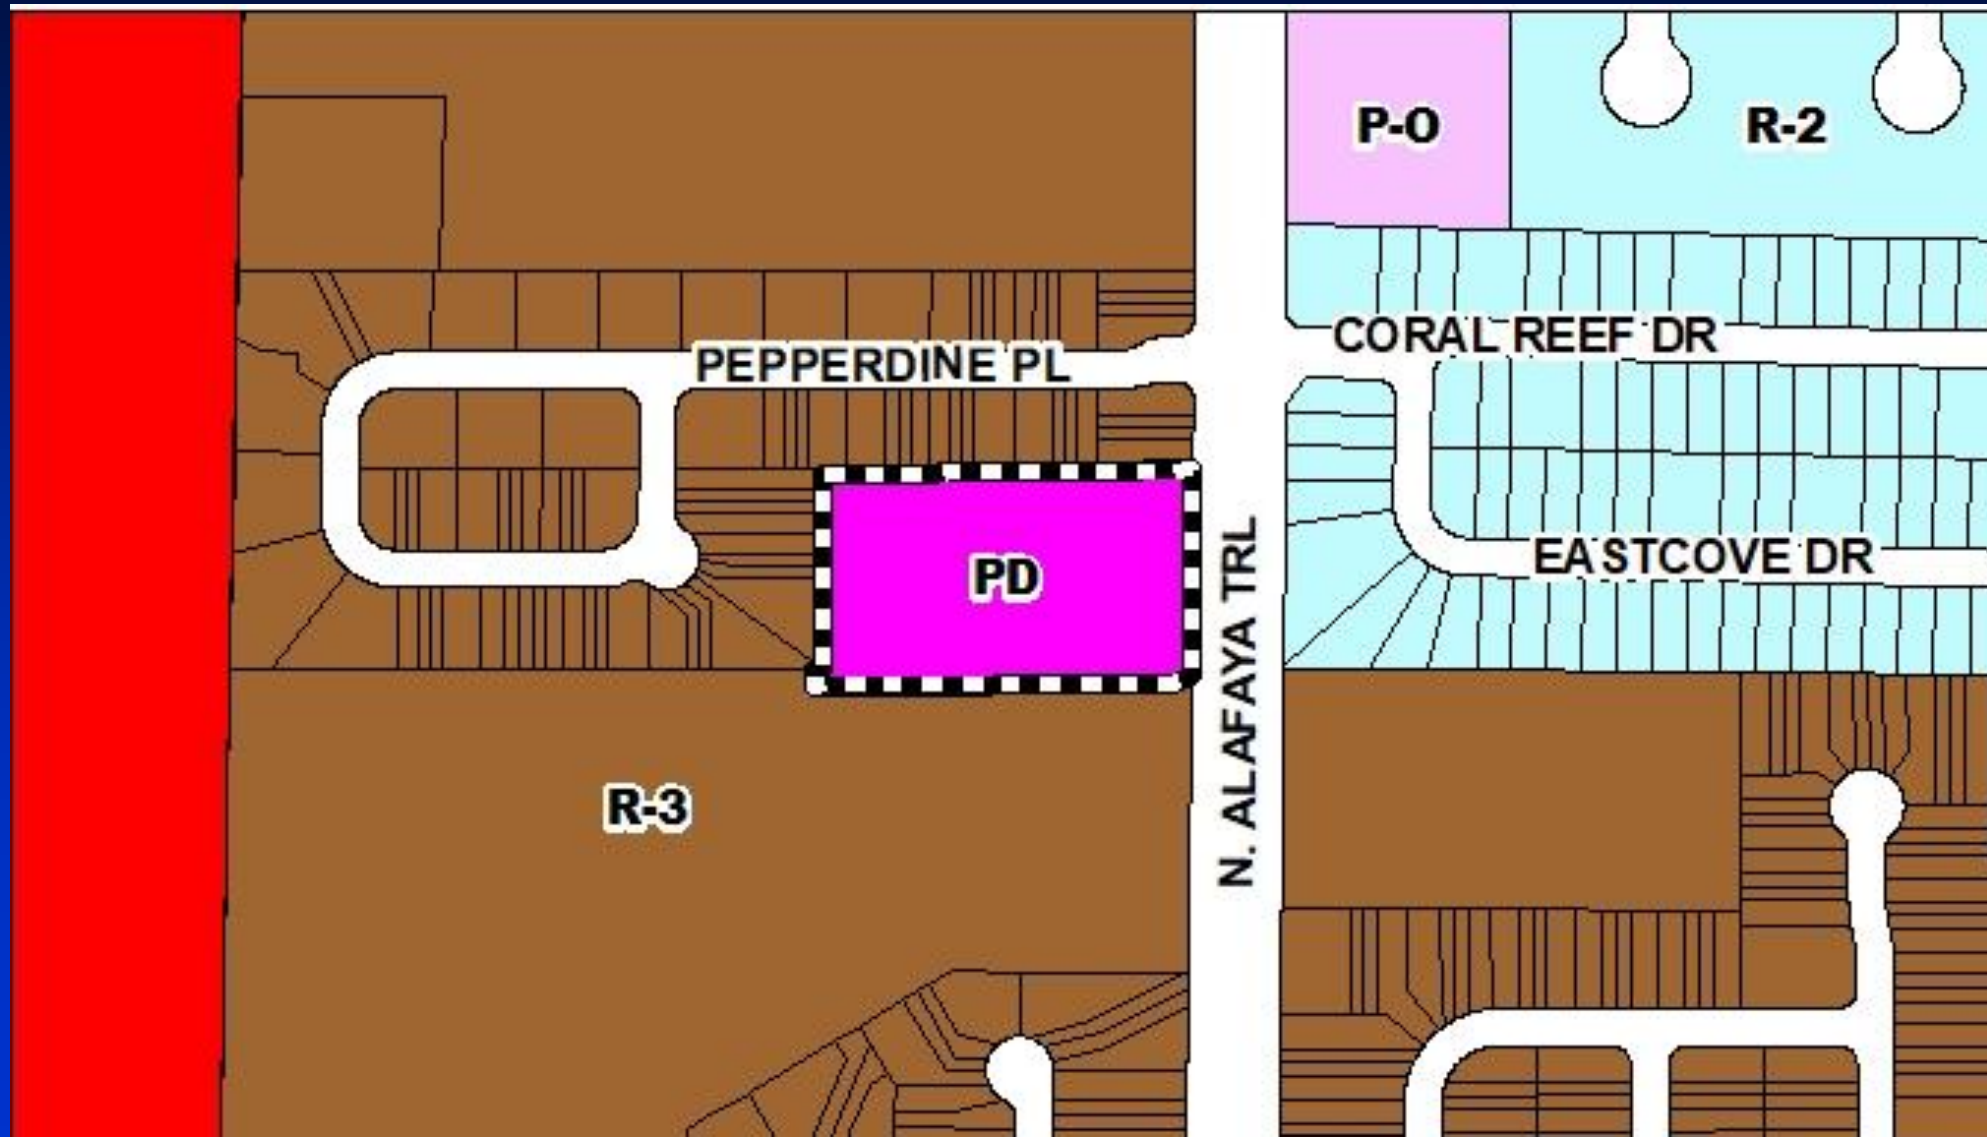 P-O
R-2
CORAL REEF DR
PEPPERDINE PL
EASTCOVE DR
PD
N. ALAFAYA TRL
R-3